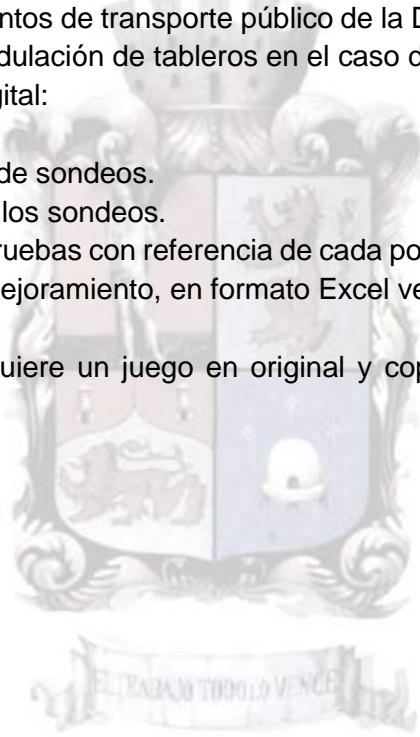 ntos de transporte público de la D
dulación de tableros en el caso d
gital:
de sondeos.
los sondeos.
ruebas con referencia de cada po
ejoramiento, en formato Excel ve
uiere un juego en original y cop
EL TRABAJO TODO LO VENCE